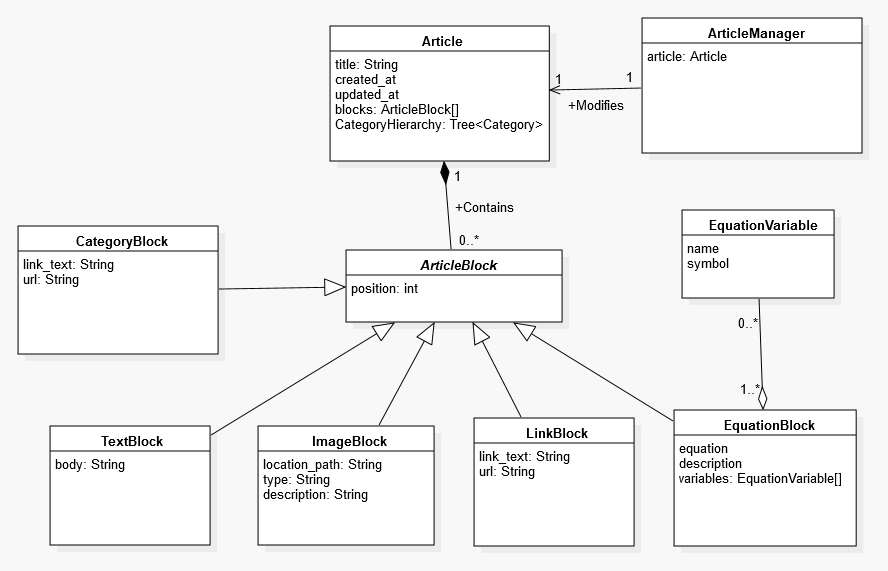 Article
title: String
created_at
updated_at
blocks: ArticleBlock[]
CategoryHierarchy: Tree<Category>
ArticleManager
article: Article
1
1
+Modifies
1
+Contains
0..*
CategoryBlock
link_text: String
url: String
ArticleBlock
position: int
EquationVariable
name
symbol
0..*
1..*
TextBlock
body: String
ImageBlock
location_path: String
type: String
description: String
LinkBlock
link_text: String
url: String
EquationBlock
equation
description
variables: EquationVariable[]